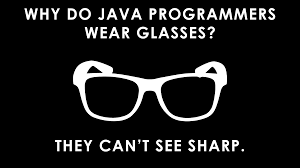 WHY DO JAVA PROGRAMMERS
WEAR GLASSES?
THEY CAN'T SEE SHARP.